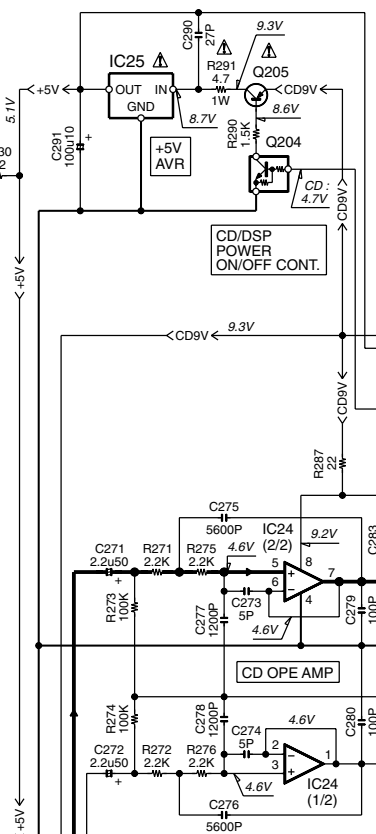 C290
27P
IC25
R291
4.7
1W
9.3V
Q205
+5V
OUT
IN
GND
CD9V
5.1V
8.7V
8.6V
R290
1.5K
Q204
C291
100u10
+
+5V
AVR
CD :
4.7V
30
2
CD9V
CD/DSP
POWER
ON/OFF CONT.
+5V
CD9V
9.3V
CD9V
R287
22
C275
5600P
IC24
(2/2)
9.2V
C271
2.2u50
+
R271
2.2K
R275
2.2K
4.6V
5
+
6
−
8
7
4
C283
R273
100K
C277
1200P
C273
5P
4.6V
C279
100P
CD OPE AMP
R274
100K
C278
1200P
C274
5P
4.6V
C280
100P
C272
2.2u50
+
R272
2.2K
R276
2.2K
2
−
3
+
1
4.6V
IC24
(1/2)
C276
5600P
+5V